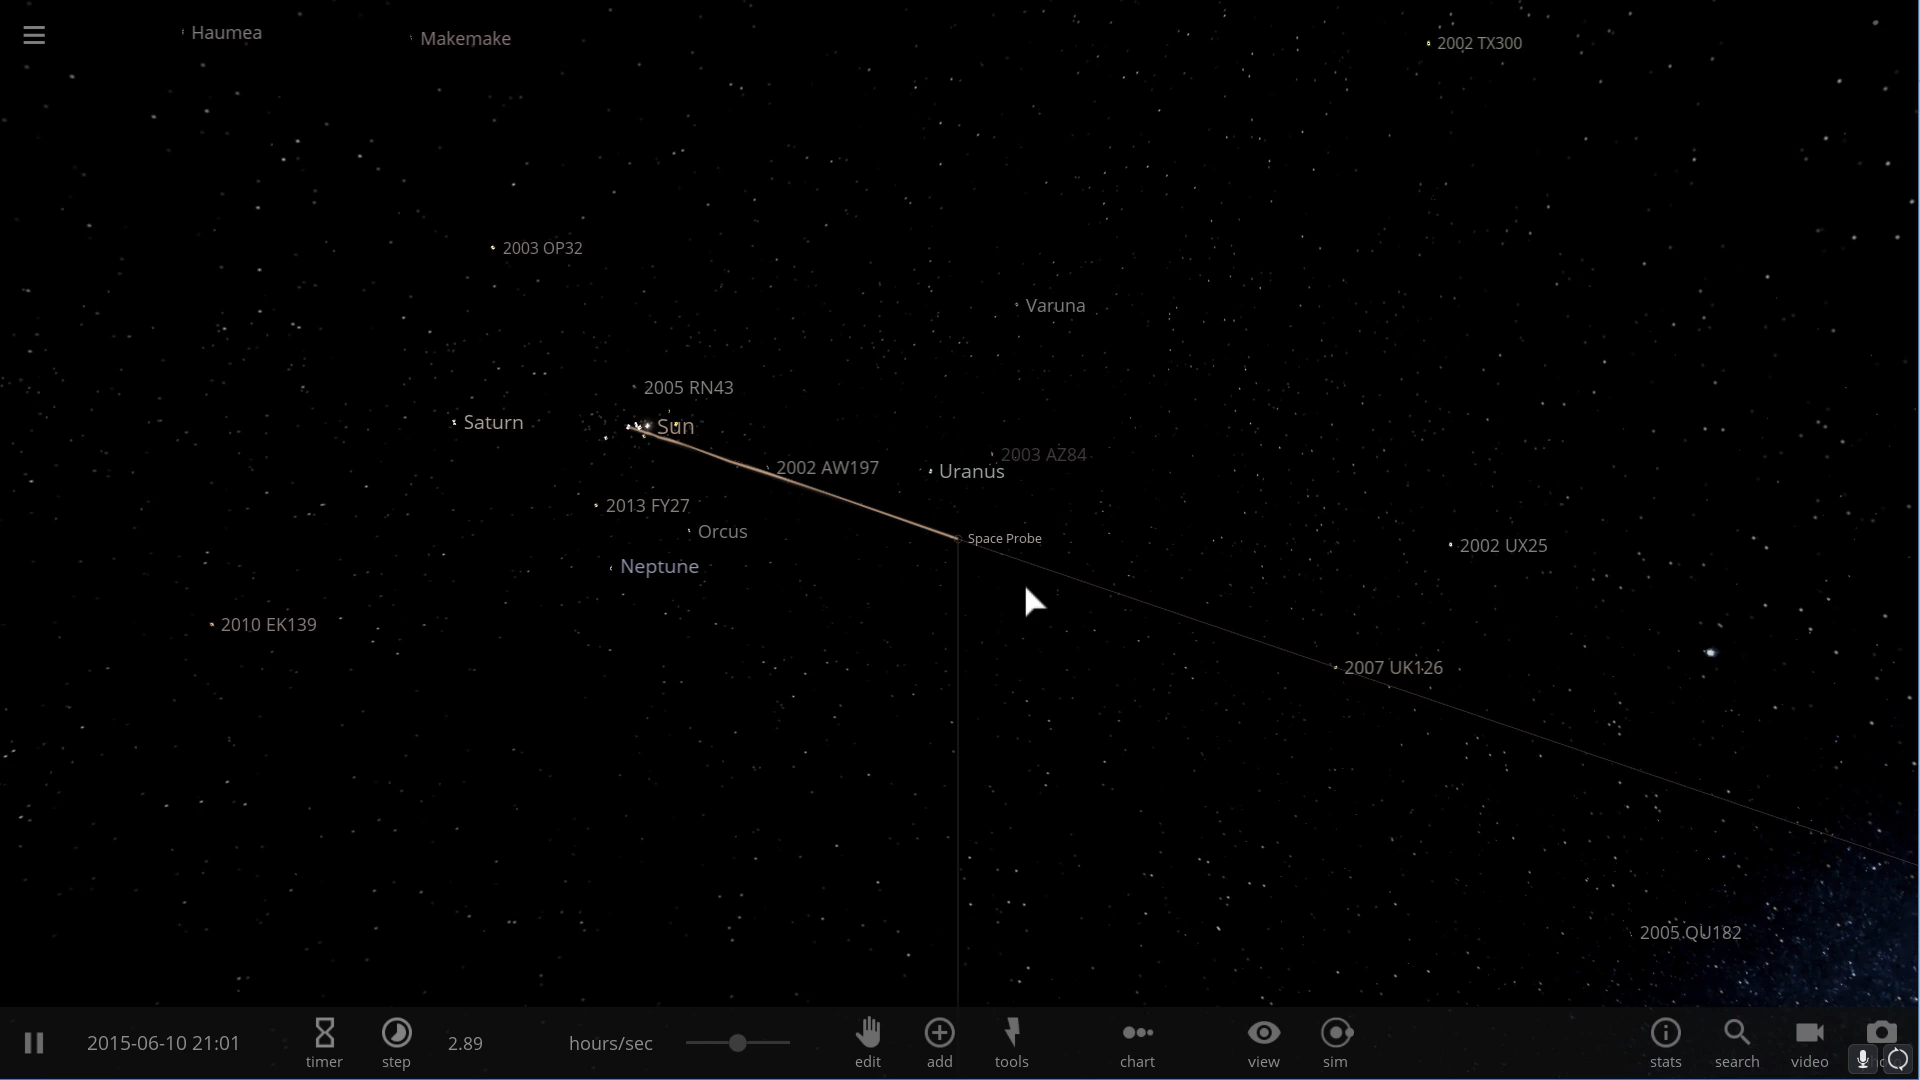 Haumea
Makemake
2002 TX300
2003 OP32
Varuna
2005 RN43
Saturn
Sun
2003 AZ84
2002 AW197
Uranus
2013 FY27
Orcus
Space Probe
2002 UX25
Neptune
2010 EK139
2007 UK126
2005 QU182
2015-06-10 21:01
timer
step
2.89
hours/sec
edit
add
tools
chart
view
sim
stats
search
video